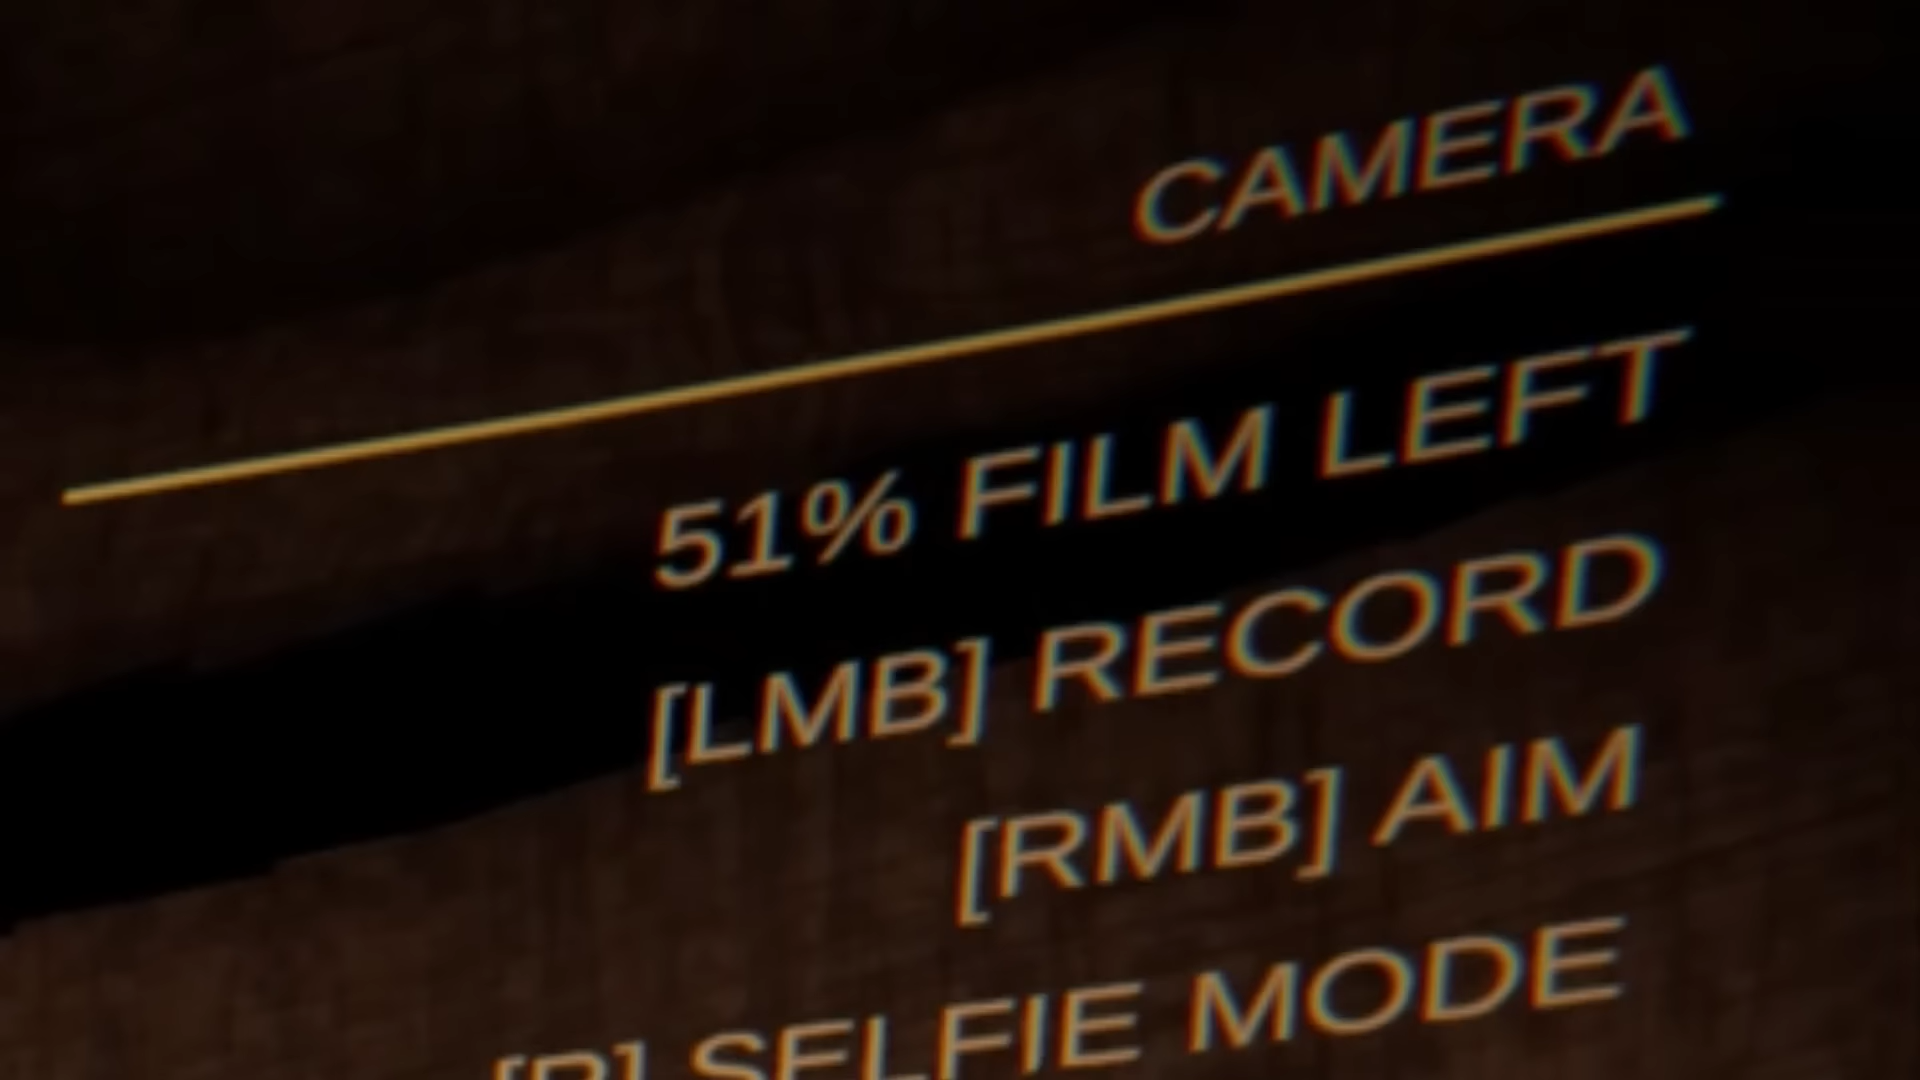 CAMERA
51% FILM LEFT
[LMB] RECORD
[RMB] AIM
SELFIE MODE